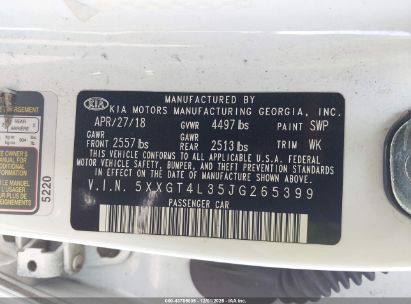 MANUFACTURED BY
KIA KIA MOTORS MANUFACTURING GEORGIA, INC.
APR/27/18 GVWR 4497 lbs PAINT SWP
GAWR GAWR
FRONT 2557 lbs REAR 2513 lbs TRIM WK
THIS VEHICLE CONFORMS TO ALL APPLICABLE U.S.A. FEDERAL
MOTOR VEHICLE SAFETY, BUMPER, AND THEFT PREVENTION STANDARDS
IN EFFECT ON THE DATE OF MANUFACTURE SHOWN ABOVE.
V.I.N. 5XXGT4L35JG265399
PASSENGER CAR
5220
REAR